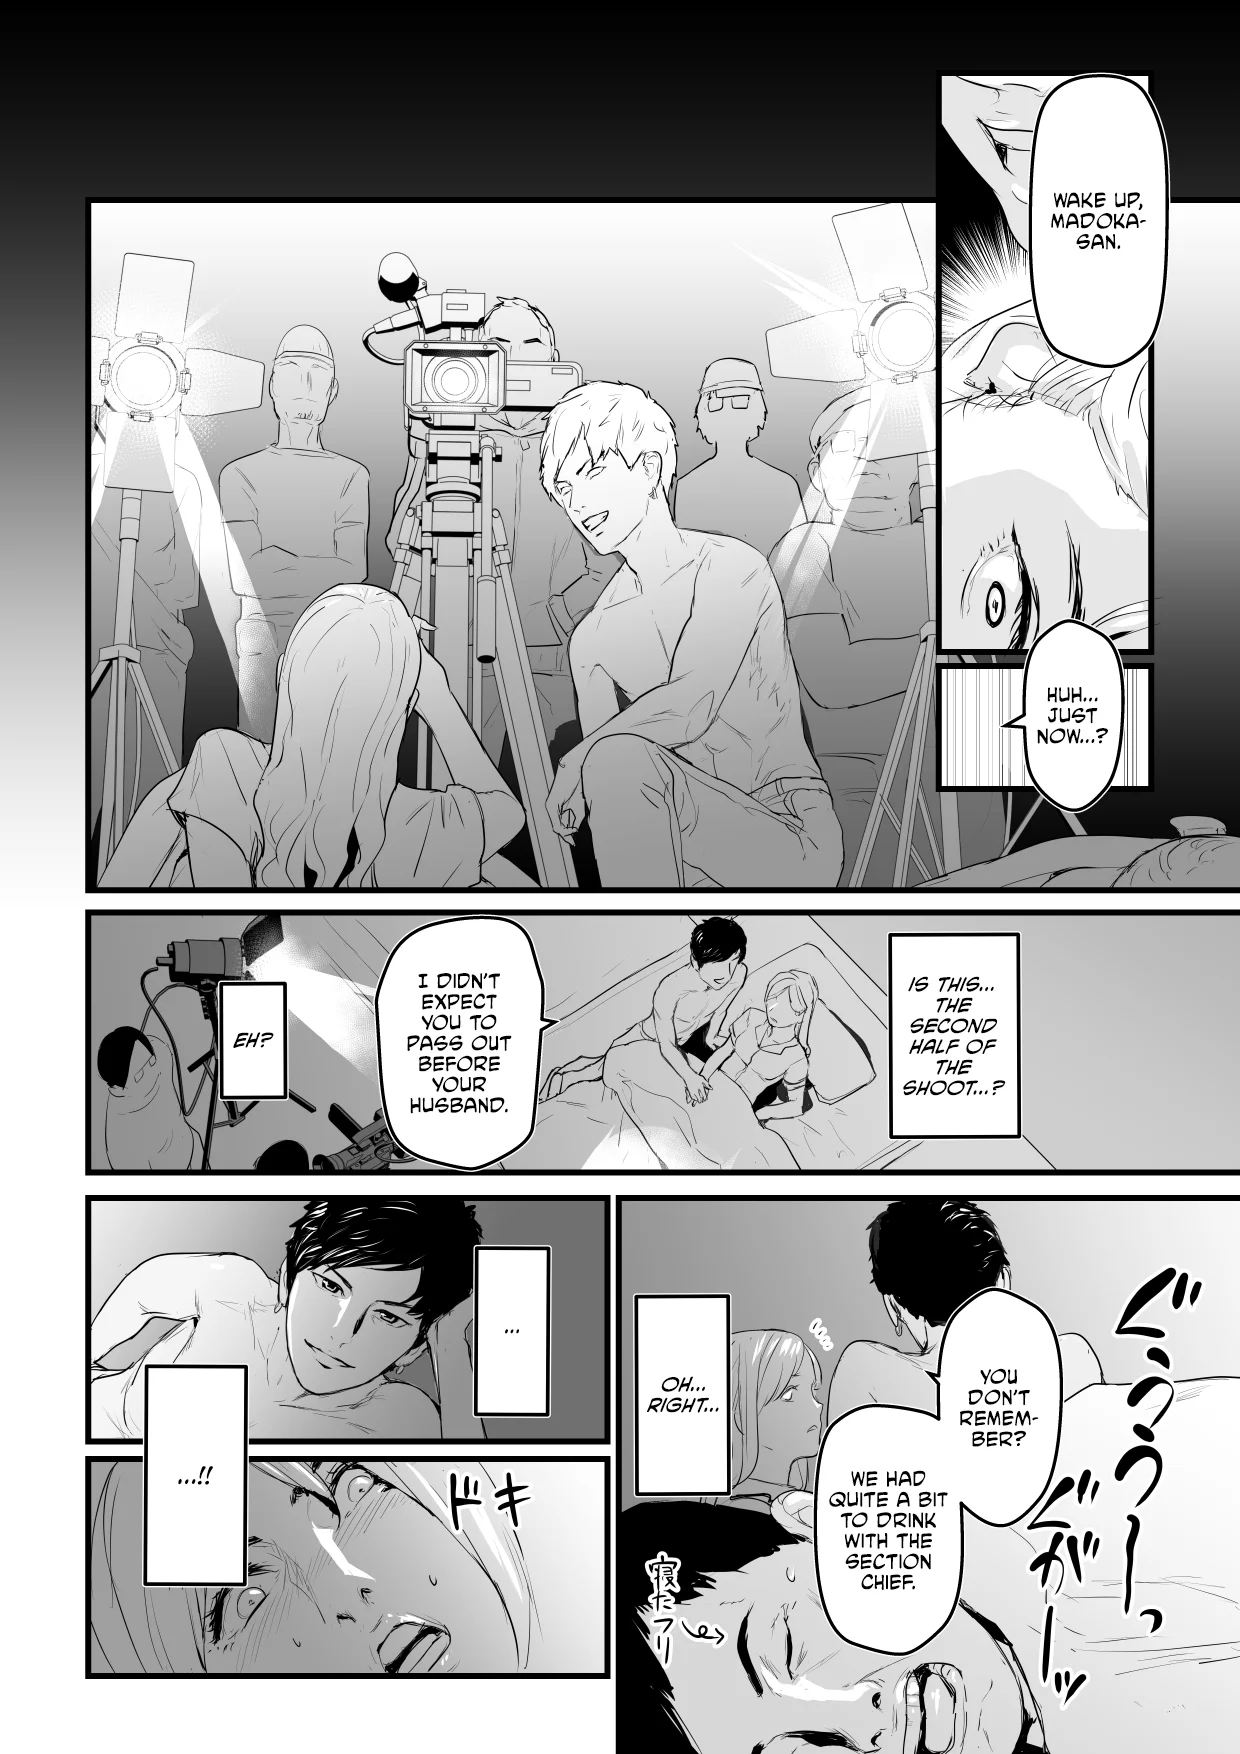 WAKE UP,
MADOKA-
SAN.
HUH...
JUST
NOW...?
IS THIS...
THE
SECOND
HALF OF
THE
SHOOT...?
I DIDN'T
EXPECT
YOU TO
PASS OUT
BEFORE
YOUR
HUSBAND.
EH?
YOU
DON'T
REMEM-
BER?
WE HAD
QUITE A BIT
TO DRINK
WITH THE
SECTION
CHIEF.
OH...
RIGHT...
ぐぅうーっ
ぐがーッ
寝たフリ
...
...!!
ドキ